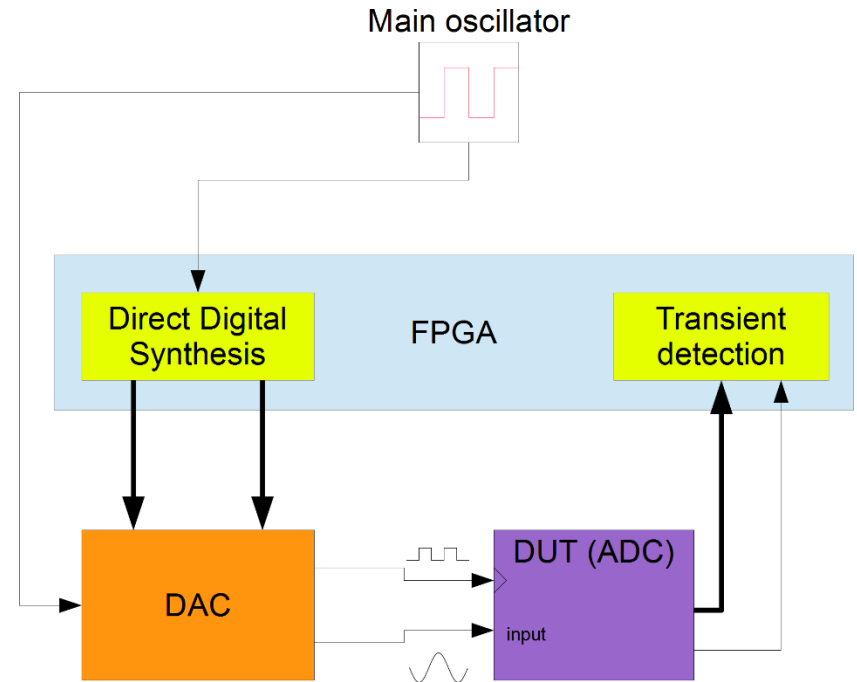 Main oscillator
Direct Digital
Synthesis
FPGA
Transient
detection
DAC
DUT (ADC)
input